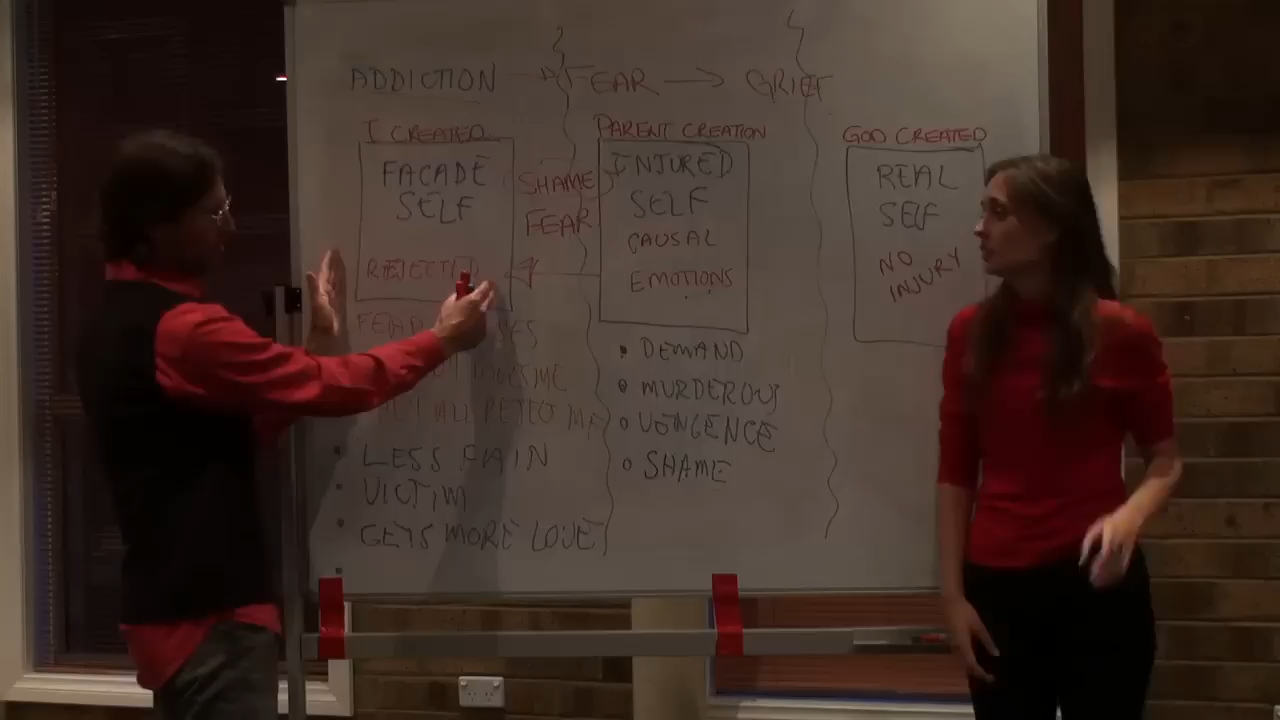 ADDICTION → FEAR → GRIEF
I CREATED
FACADE
SELF
REJECTED
LESS PAIN
VICTIM
GETS MORE LOVE
SHAME
FEAR
PARENT CREATION
INJURED
SELF
CAUSAL
EMOTIONS
• DEMAND
• MURDEROUS
• VENGENCE
• SHAME
GOD CREATED
REAL
SELF
NO
INJURY